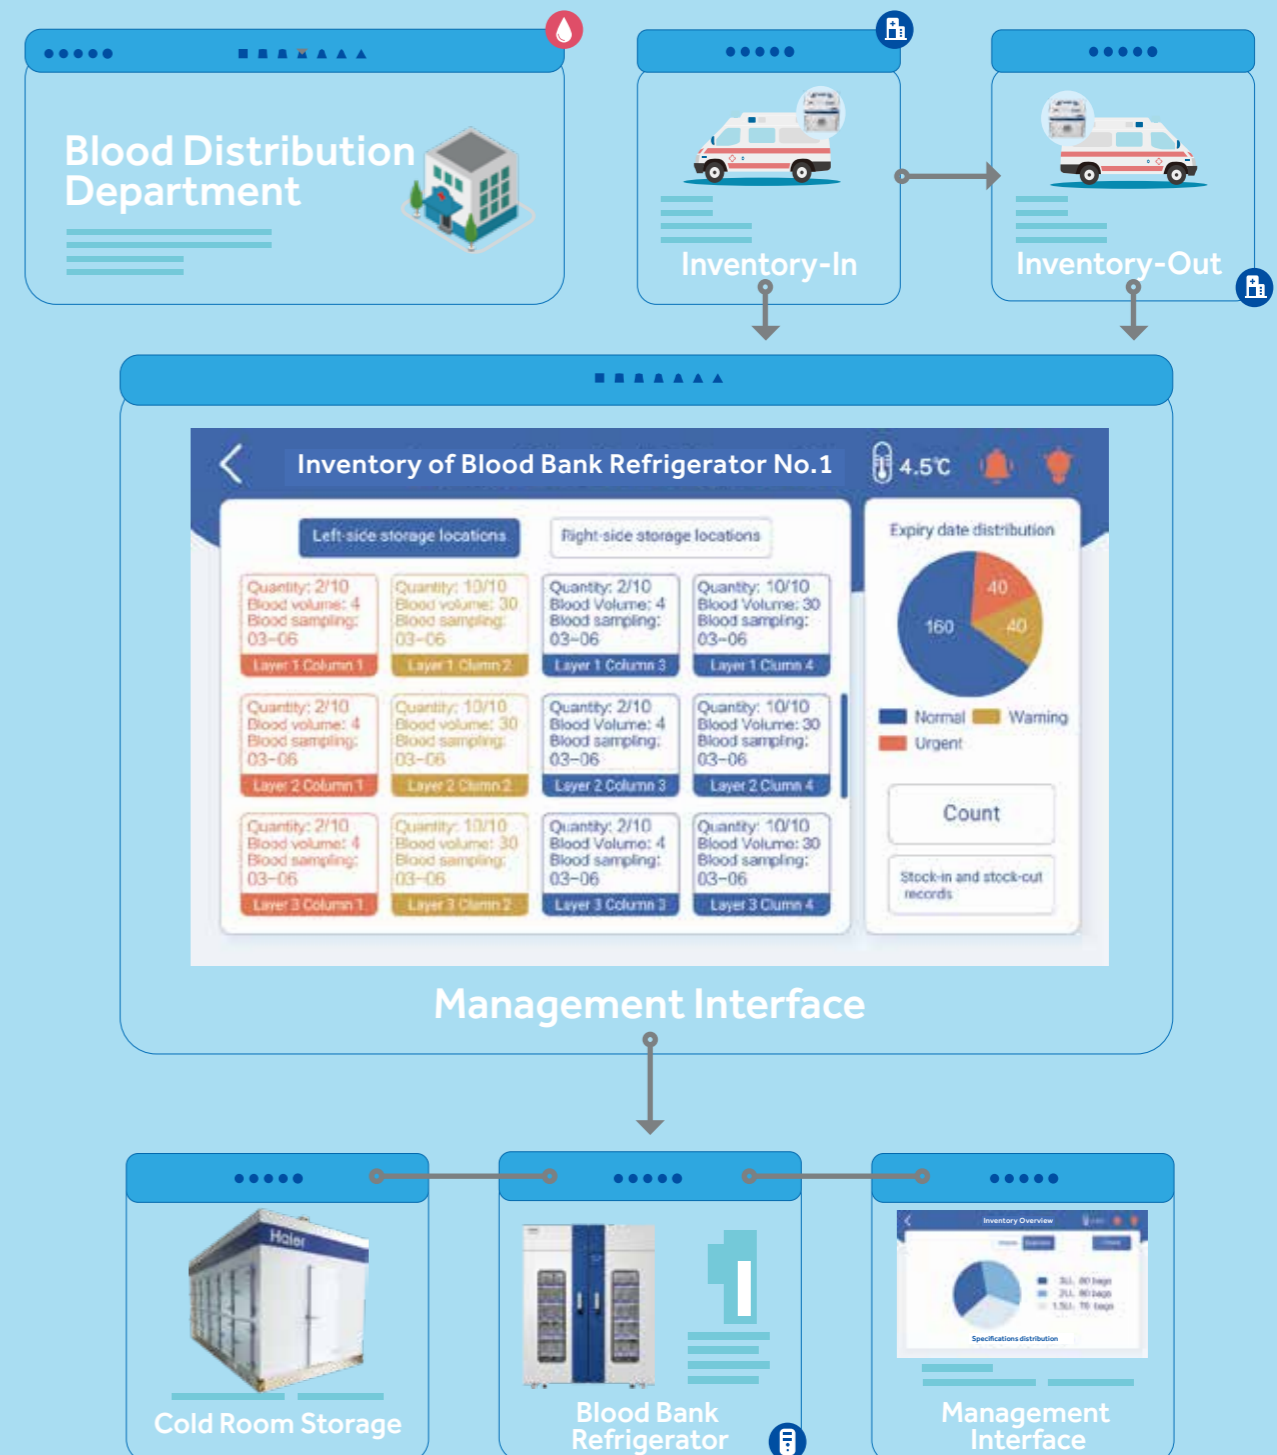 Blood Distribution
Department
Inventory-In
Inventory-Out
Inventory of Blood Bank Refrigerator No.1
4.5℃
Left-side storage locations
Right-side storage locations
Quantity: 2/10
Blood volume: 4
Blood sampling:
03-06
Layer 1 Column 1
Quantity: 10/10
Blood volume: 30
Blood sampling:
03-06
Layer 1 Clumn 2
Quantity: 2/10
Blood Volume: 4
Blood sampling:
03-06
Layer 1 Column 3
Quantity: 10/10
Blood Volume: 30
Blood sampling:
03-06
Layer 1 Clumn 4
Quantity: 2/10
Blood volume: 4
Blood sampling:
03-06
Layer 2 Column 1
Quantity: 10/10
Blood volume: 30
Blood sampling:
03-06
Layer 2 Clumn 2
Quantity: 2/10
Blood Volume: 4
Blood sampling:
03-06
Layer 2 Column 3
Quantity: 10/10
Blood Volume: 30
Blood sampling:
03-06
Layer 2 Clumn 4
Quantity: 2/10
Blood volume: 4
Blood sampling:
03-06
Layer 3 Column 1
Quantity: 10/10
Blood volume: 30
Blood sampling:
03-06
Layer 3 Clumn 2
Quantity: 2/10
Blood Volume: 4
Blood sampling:
03-06
Layer 3 Column 3
Quantity: 10/10
Blood Volume: 30
Blood sampling:
03-06
Layer 3 Clumn 4
Expiry date distribution
40
160
40
Normal
Warning
Urgent
Count
Stock-in and stock-out
records
Management Interface
Haier
Cold Room Storage
Blood Bank
Refrigerator
Inventory Overview
80 bags
80 bags
70 bags
Specifications distribution
Management
Interface